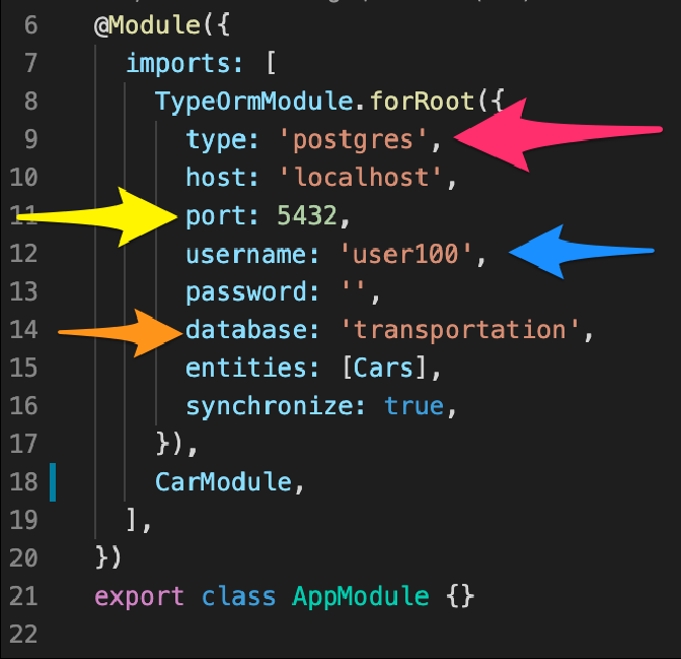 6 @Module({
7 imports: [
8 TypeOrmModule.forRoot({
9 type: 'postgres',
10 host: 'localhost',
11 port: 5432,
12 username: 'user100',
13 password: '',
14 database: 'transportation',
15 entities: [Cars],
16 synchronize: true,
17 }),
18 CarModule,
19 ],
20 })
21 export class AppModule {}
22